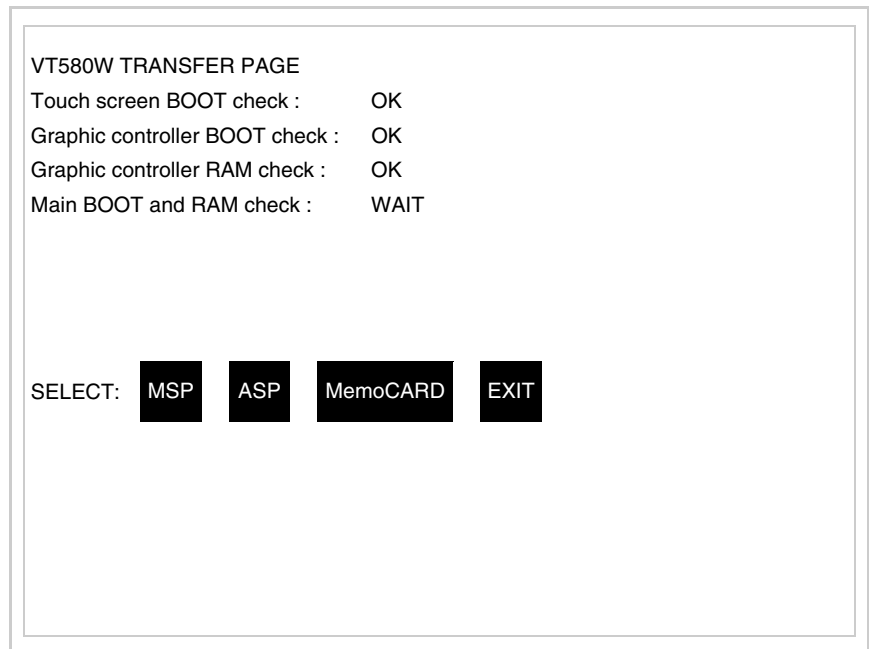 VT580W TRANSFER PAGE
Touch screen BOOT check : OK
Graphic controller BOOT check : OK
Graphic controller RAM check : OK
Main BOOT and RAM check : WAIT
SELECT: MSP ASP MemoCARD EXIT